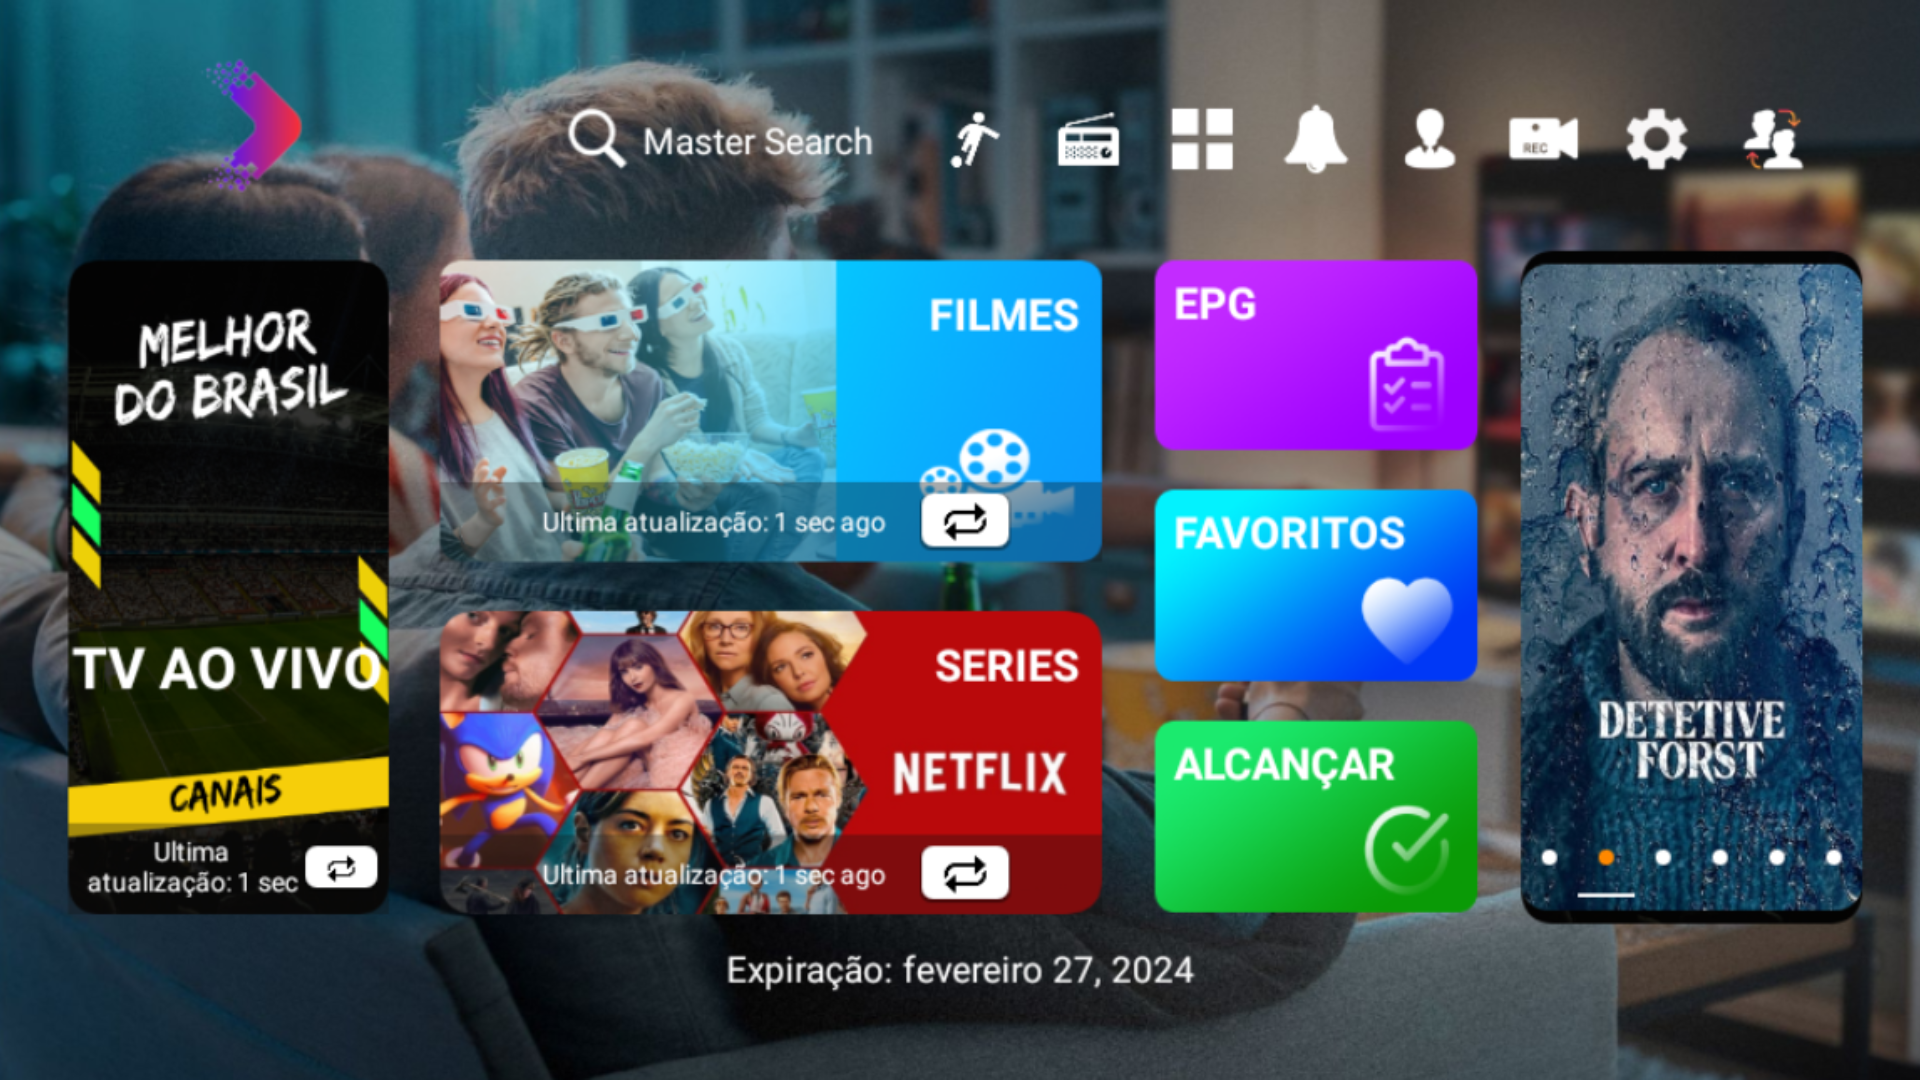 Master Search
REC
MELHOR
DO BRASIL
TV AO VIVO
CANAIS
Ultima
atualização: 1 sec
FILMES
Ultima atualização: 1 sec ago
SERIES
NETFLIX
Ultima atualização: 1 sec ago
EPG
FAVORITOS
ALCANÇAR
DETETIVE
FORST
Expiração: fevereiro 27, 2024